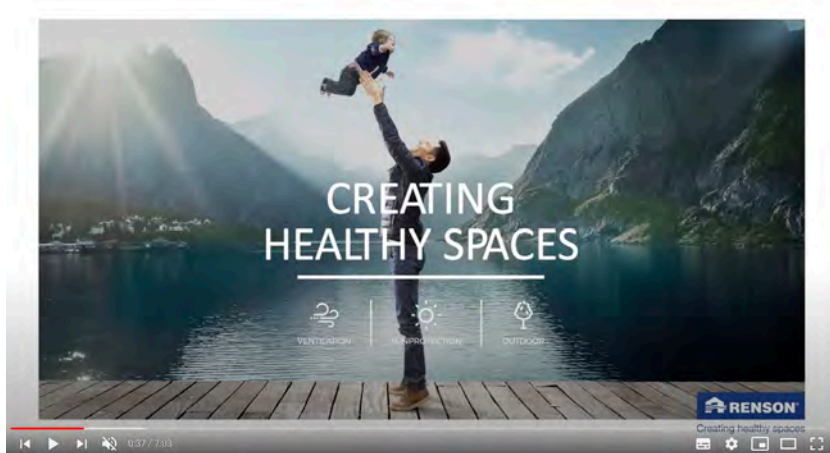 CREATING
HEALTHY SPACES
VENTILATION
SUNPROTECTION
OUTDOOR
RENSON
Creating healthy spaces
0:37 / 7:03